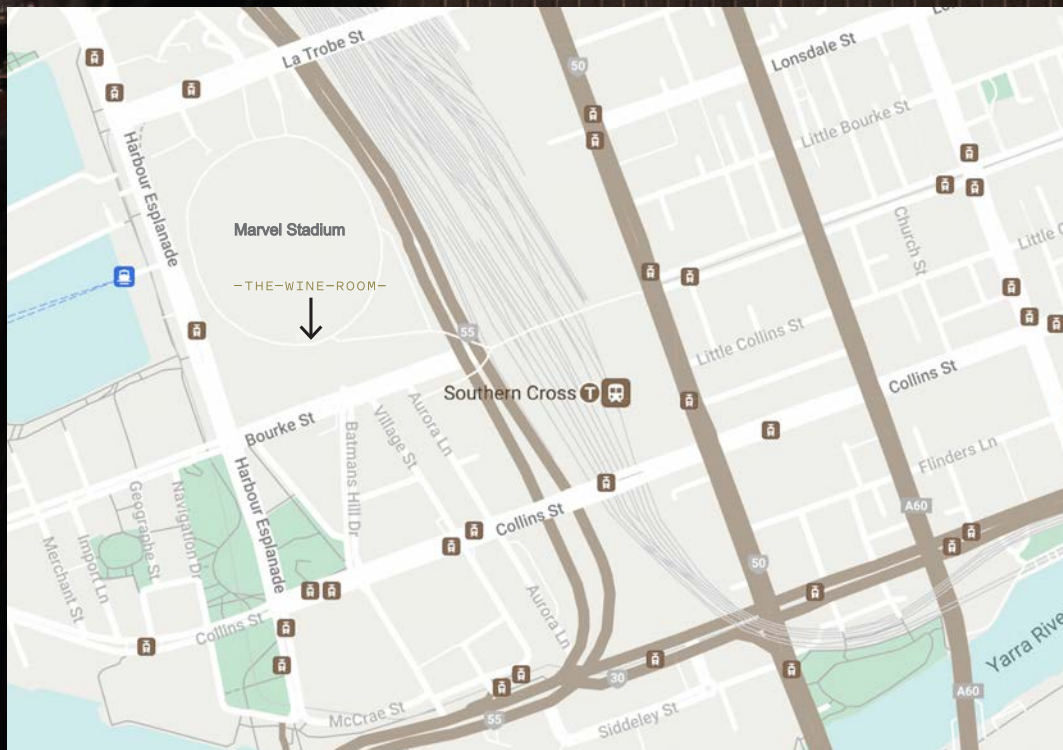 La Trobe St
50
Lonsdale St
Little Bourke St
Harbour Esplanade
Church St
Marvel Stadium
-THE-WINE-ROOM-
55
Little Collins St
Collins St
Southern Cross T
Bourke St
Batmans Hill Dr
Village St
Aurora Ln
Flinders Ln
Harbour Esplanade
Geographe St
Navigation Dr
A60
Collins St
Merchant St
Import Ln
50
Aurora Ln
Collins St
Yarra Rive
30
A60
McCrae St
55
Siddeley St